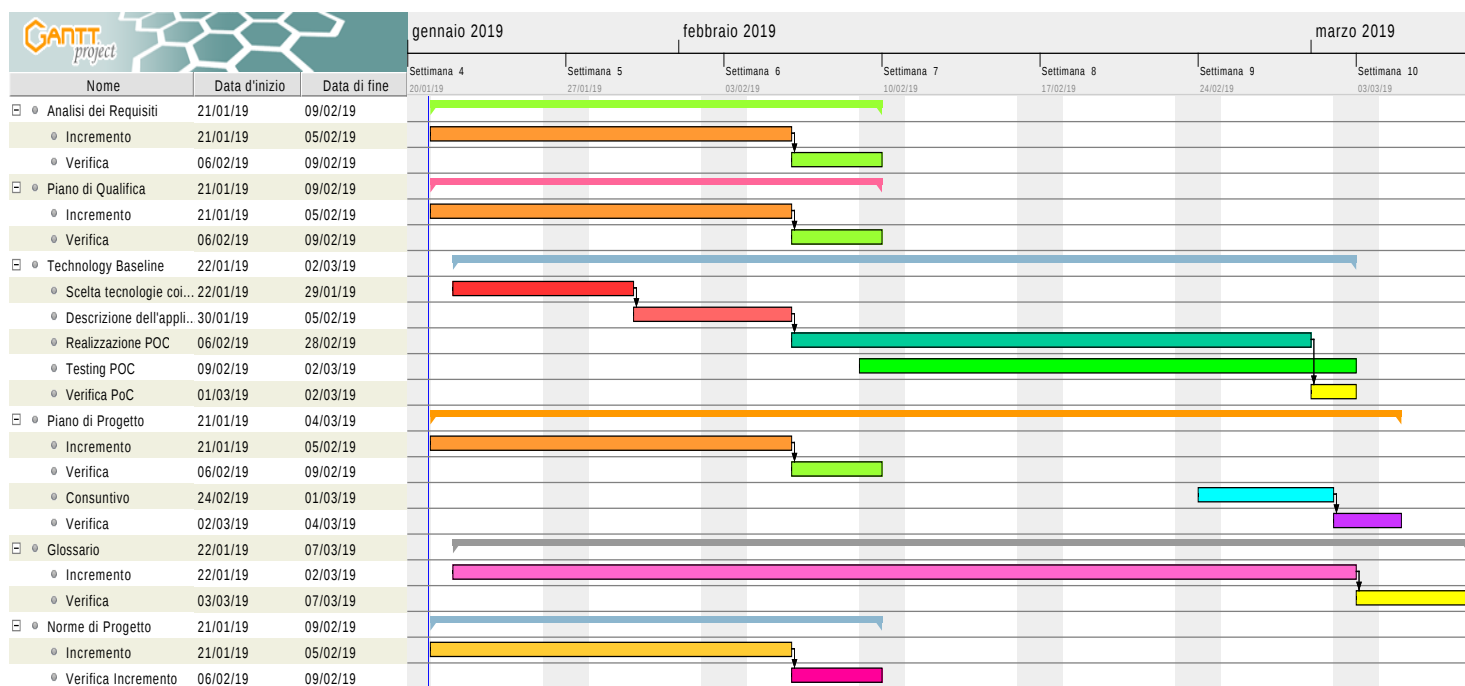 GANTT
project
gennaio 2019 febbraio 2019 marzo 2019
Settimana 4 Settimana 5 Settimana 6 Settimana 7 Settimana 8 Settimana 9 Settimana 10
Nome Data d'inizio Data di fine 20/01/19 27/01/19 03/02/19 10/02/19 17/02/19 24/02/19 03/03/19
Analisi dei Requisiti 21/01/19 09/02/19
Incremento 21/01/19 05/02/19
Verifica 06/02/19 09/02/19
Piano di Qualifica 21/01/19 09/02/19
Incremento 21/01/19 05/02/19
Verifica 06/02/19 09/02/19
Technology Baseline 22/01/19 02/03/19
Scelta tecnologie coi... 22/01/19 29/01/19
Descrizione dell'appli... 30/01/19 05/02/19
Realizzazione POC 06/02/19 28/02/19
Testing POC 09/02/19 02/03/19
Verifica PoC 01/03/19 02/03/19
Piano di Progetto 21/01/19 04/03/19
Incremento 21/01/19 05/02/19
Verifica 06/02/19 09/02/19
Consuntivo 24/02/19 01/03/19
Verifica 02/03/19 04/03/19
Glossario 22/01/19 07/03/19
Incremento 22/01/19 02/03/19
Verifica 03/03/19 07/03/19
Norme di Progetto 21/01/19 09/02/19
Incremento 21/01/19 05/02/19
Verifica Incremento 06/02/19 09/02/19